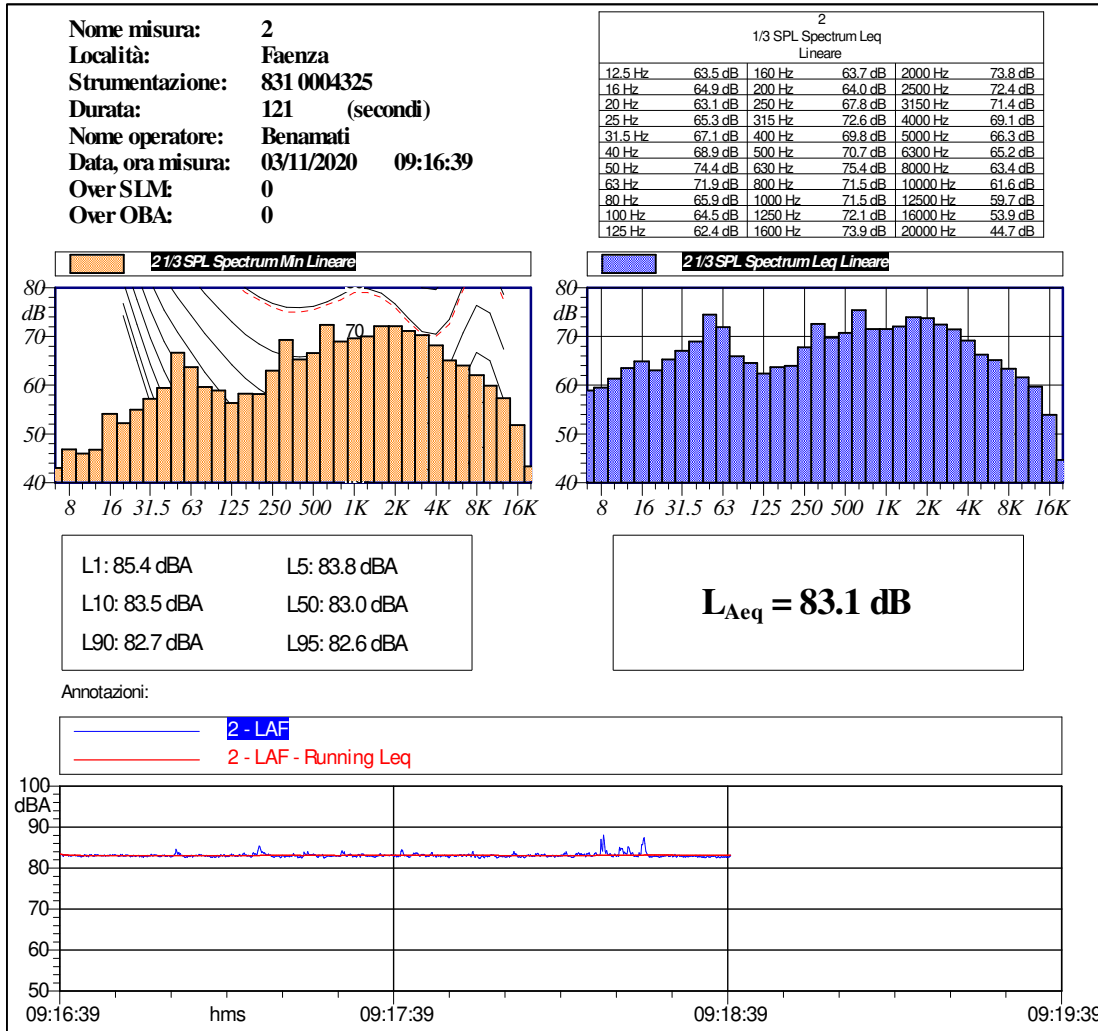 Nome misura: 2
Località: Faenza
Strumentazione: 831 0004325
Durata: 121 (secondi)
Nome operatore: Benamati
Data, ora misura: 03/11/2020 09:16:39
Over SLM: 0
Over OBA: 0
2
1/3 SPL Spectrum Leq
Lineare
12.5 Hz 63.5 dB 160 Hz 63.7 dB 2000 Hz 73.8 dB
16 Hz 64.9 dB 200 Hz 64.0 dB 2500 Hz 72.4 dB
20 Hz 63.1 dB 250 Hz 67.8 dB 3150 Hz 71.4 dB
25 Hz 65.3 dB 315 Hz 72.6 dB 4000 Hz 69.1 dB
31.5 Hz 67.1 dB 400 Hz 69.8 dB 5000 Hz 66.3 dB
40 Hz 68.9 dB 500 Hz 70.7 dB 6300 Hz 65.2 dB
50 Hz 74.4 dB 630 Hz 75.4 dB 8000 Hz 63.4 dB
63 Hz 71.9 dB 800 Hz 71.5 dB 10000 Hz 61.6 dB
80 Hz 65.9 dB 1000 Hz 71.5 dB 12500 Hz 59.7 dB
100 Hz 64.5 dB 1250 Hz 72.1 dB 16000 Hz 53.9 dB
125 Hz 62.4 dB 1600 Hz 73.9 dB 20000 Hz 44.7 dB
2 1/3 SPL Spectrum Min Lineare
80
dB
70
60
50
40
70
8 16 31.5 63 125 250 500 1K 2K 4K 8K 16K
2 1/3 SPL Spectrum Leq Lineare
80
dB
70
60
50
40
8 16 31.5 63 125 250 500 1K 2K 4K 8K 16K
L1: 85.4 dBA L5: 83.8 dBA
L10: 83.5 dBA L50: 83.0 dBA
L90: 82.7 dBA L95: 82.6 dBA
LAeq = 83.1 dB
Annotazioni:
2 - LAF
2 - LAF - Running Leq
100
dBA
90
80
70
60
50
09:16:39 hms 09:17:39 09:18:39 09:19:39